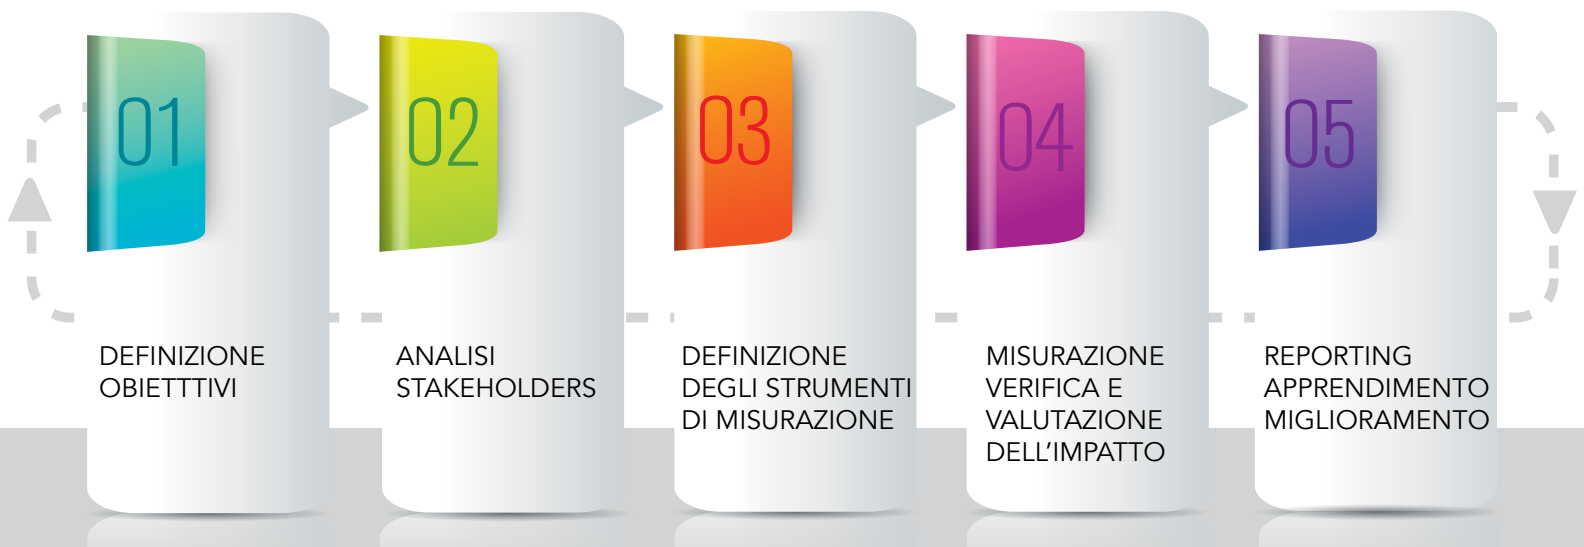 01
DEFINIZIONE
OBIETTTIVI
02
ANALISI
STAKEHOLDERS
03
DEFINIZIONE
DEGLI STRUMENTI
DI MISURAZIONE
04
MISURAZIONE
VERIFICA E
VALUTAZIONE
DELL’IMPATTO
05
REPORTING
APPRENDIMENTO
MIGLIORAMENTO